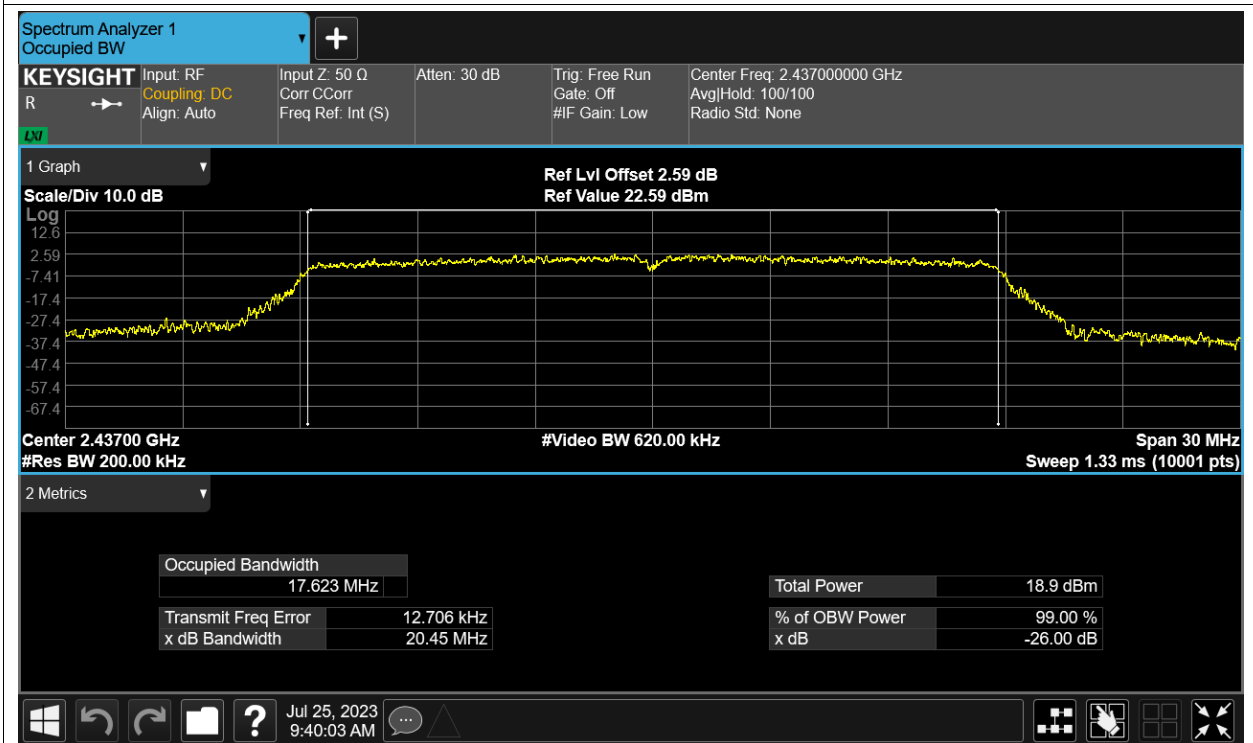 Spectrum Analyzer 1
Occupied BW
KEYSIGHT
R
LXI
Input: RF
Coupling: DC
Align: Auto
Input Z: 50 Ω
Corr CCorr
Freq Ref: Int (S)
Atten: 30 dB
Trig: Free Run
Gate: Off
#IF Gain: Low
Center Freq: 2.437000000 GHz
Avg|Hold: 100/100
Radio Std: None
1 Graph
Scale/Div 10.0 dB
Ref Lvl Offset 2.59 dB
Ref Value 22.59 dBm
Log
12.6
2.59
-7.41
-17.4
-27.4
-37.4
-47.4
-57.4
-67.4
Center 2.43700 GHz
#Res BW 200.00 kHz
#Video BW 620.00 kHz
Span 30 MHz
Sweep 1.33 ms (10001 pts)
2 Metrics
Occupied Bandwidth
17.623 MHz
Transmit Freq Error 12.706 kHz
x dB Bandwidth 20.45 MHz
Total Power 18.9 dBm
% of OBW Power 99.00 %
x dB -26.00 dB
?
Jul 25, 2023
9:40:03 AM